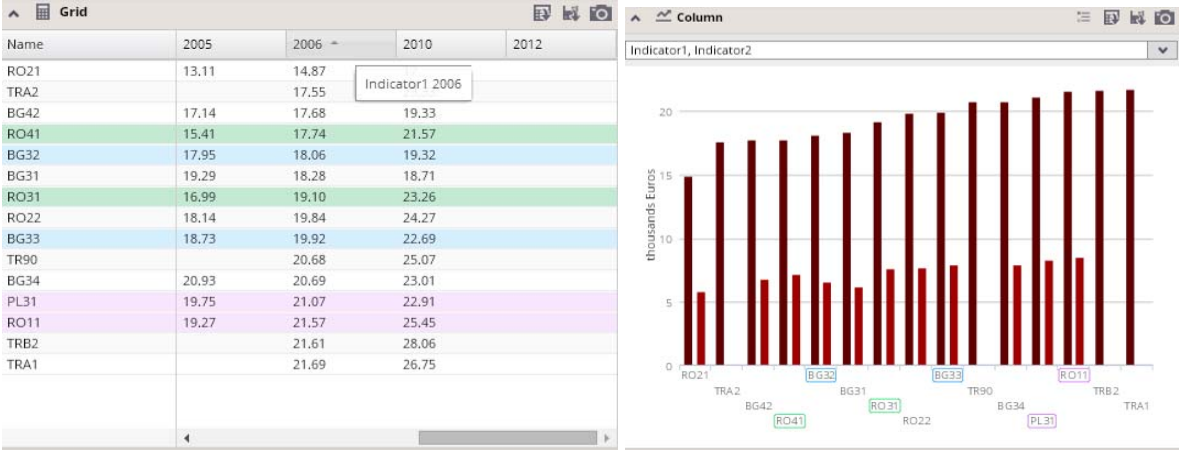 Grid
Name 2005 2006 2010 2012
RO21 13.11 14.87
Indicator1 2006
TRA2 17.55
BG42 17.14 17.68 19.33
RO41 15.41 17.74 21.57
BG32 17.95 18.06 19.32
BG31 19.29 18.28 18.71
RO31 16.99 19.10 23.26
RO22 18.14 19.84 24.27
BG33 18.73 19.92 22.69
TR90 20.68 25.07
BG34 20.93 20.69 23.01
PL31 19.75 21.07 22.91
RO11 19.27 21.57 25.45
TRB2 21.61 28.06
TRA1 21.69 26.75
Column
Indicator1, Indicator2
thousands Euros
20
15
10
5
0
RO21 BG32 BG33 RO11
TRA2 BG31 TR90 TRB2
BG42 RO31 BG34 TRA1
RO41 RO22 PL31